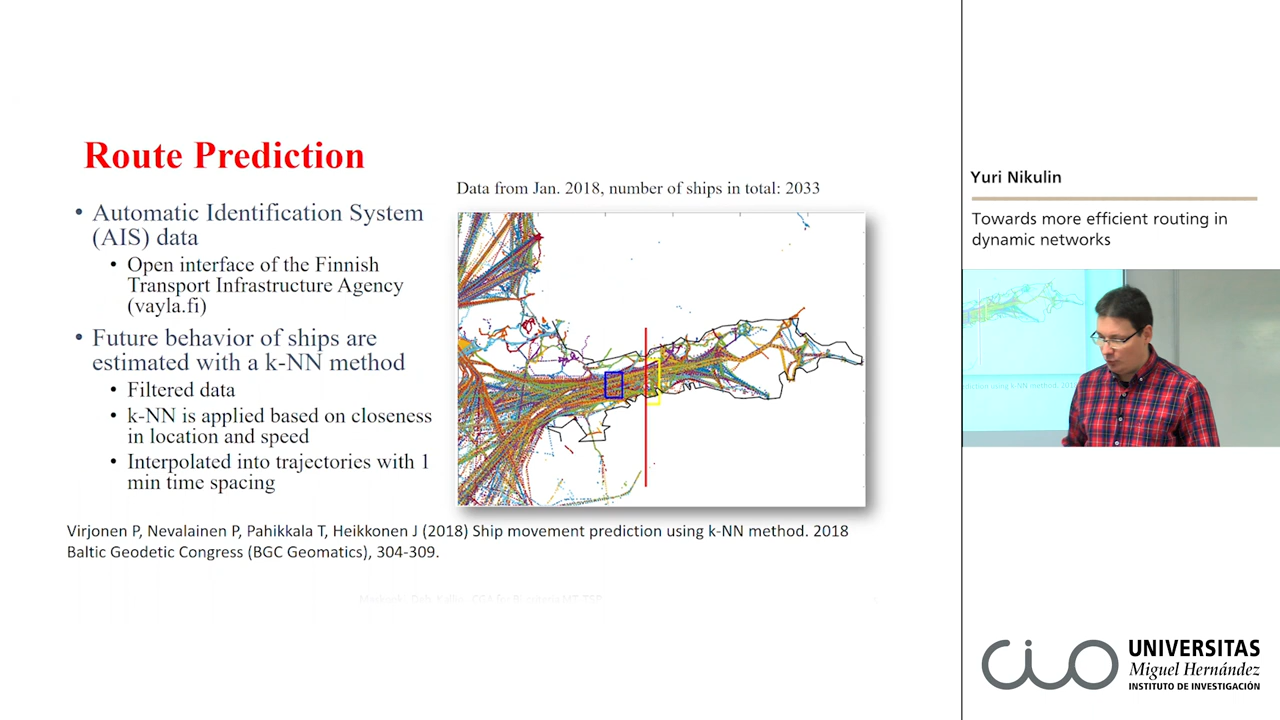 Route Prediction
• Automatic Identification System
(AIS) data
• Open interface of the Finnish
Transport Infrastructure Agency
(vayla.fi)
• Future behavior of ships are
estimated with a k-NN method
• Filtered data
• k-NN is applied based on closeness
in location and speed
• Interpolated into trajectories with 1
min time spacing
Data from Jan. 2018, number of ships in total: 2033
Virjonen P, Nevalainen P, Pahikkala T, Heikkonen J (2018) Ship movement prediction using k-NN method. 2018
Baltic Geodetic Congress (BGC Geomatics), 304-309.
Yuri Nikulin
Towards more efficient routing in
dynamic networks
CIO
UNIVERSITAS
Miguel Hernández
INSTITUTO DE INVESTIGACIÓN